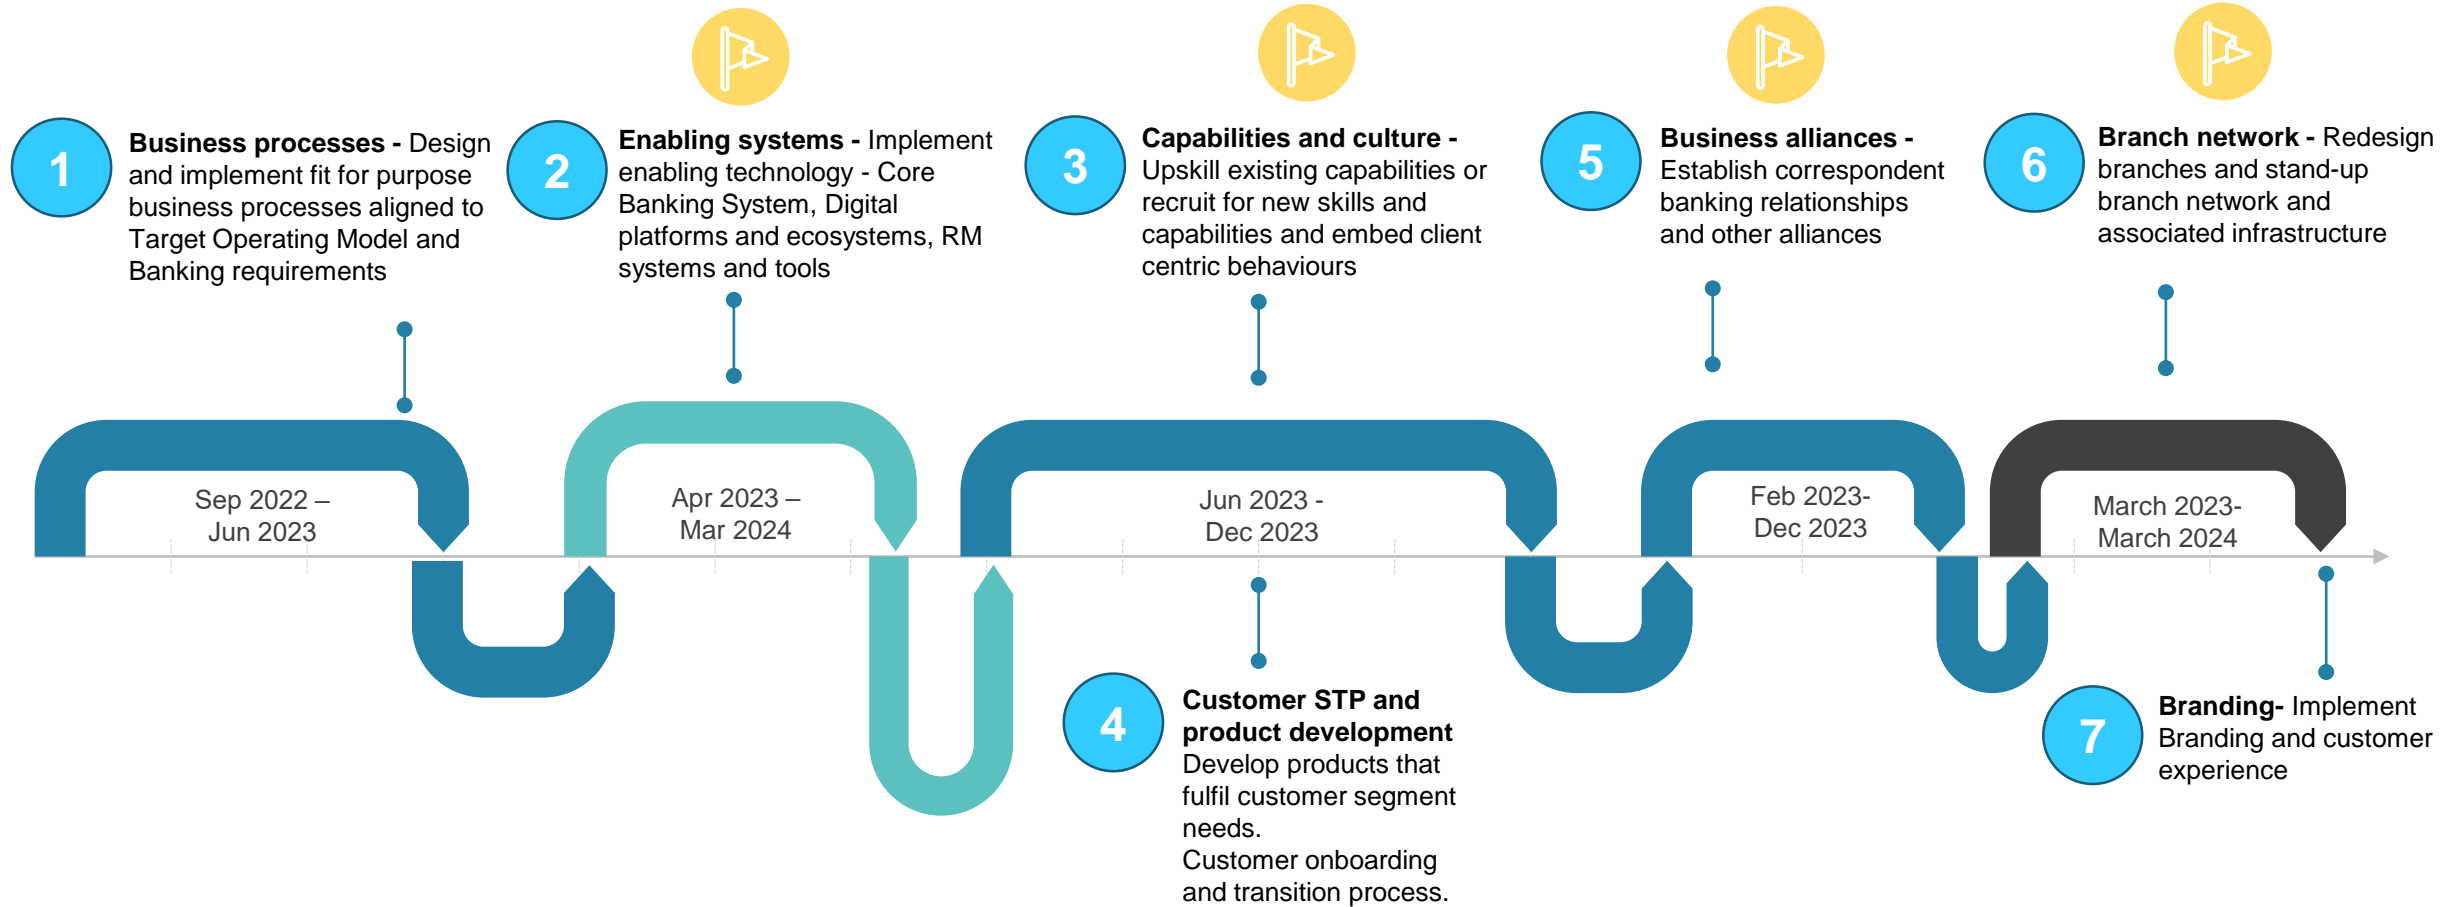 1
Business processes - Design
and implement fit for purpose
business processes aligned to
Target Operating Model and
Banking requirements
2
Enabling systems - Implement
enabling technology - Core
Banking System, Digital
platforms and ecosystems, RM
systems and tools
3
Capabilities and culture -
Upskill existing capabilities or
recruit for new skills and
capabilities and embed client
centric behaviours
5
Business alliances -
Establish correspondent
banking relationships
and other alliances
6
Branch network - Redesign
branches and stand-up
branch network and
associated infrastructure
Sep 2022 –
Jun 2023
Apr 2023 –
Mar 2024
Jun 2023 -
Dec 2023
Feb 2023-
Dec 2023
March 2023-
March 2024
4
Customer STP and
product development
Develop products that
fulfil customer segment
needs.
Customer onboarding
and transition process.
7
Branding- Implement
Branding and customer
experience